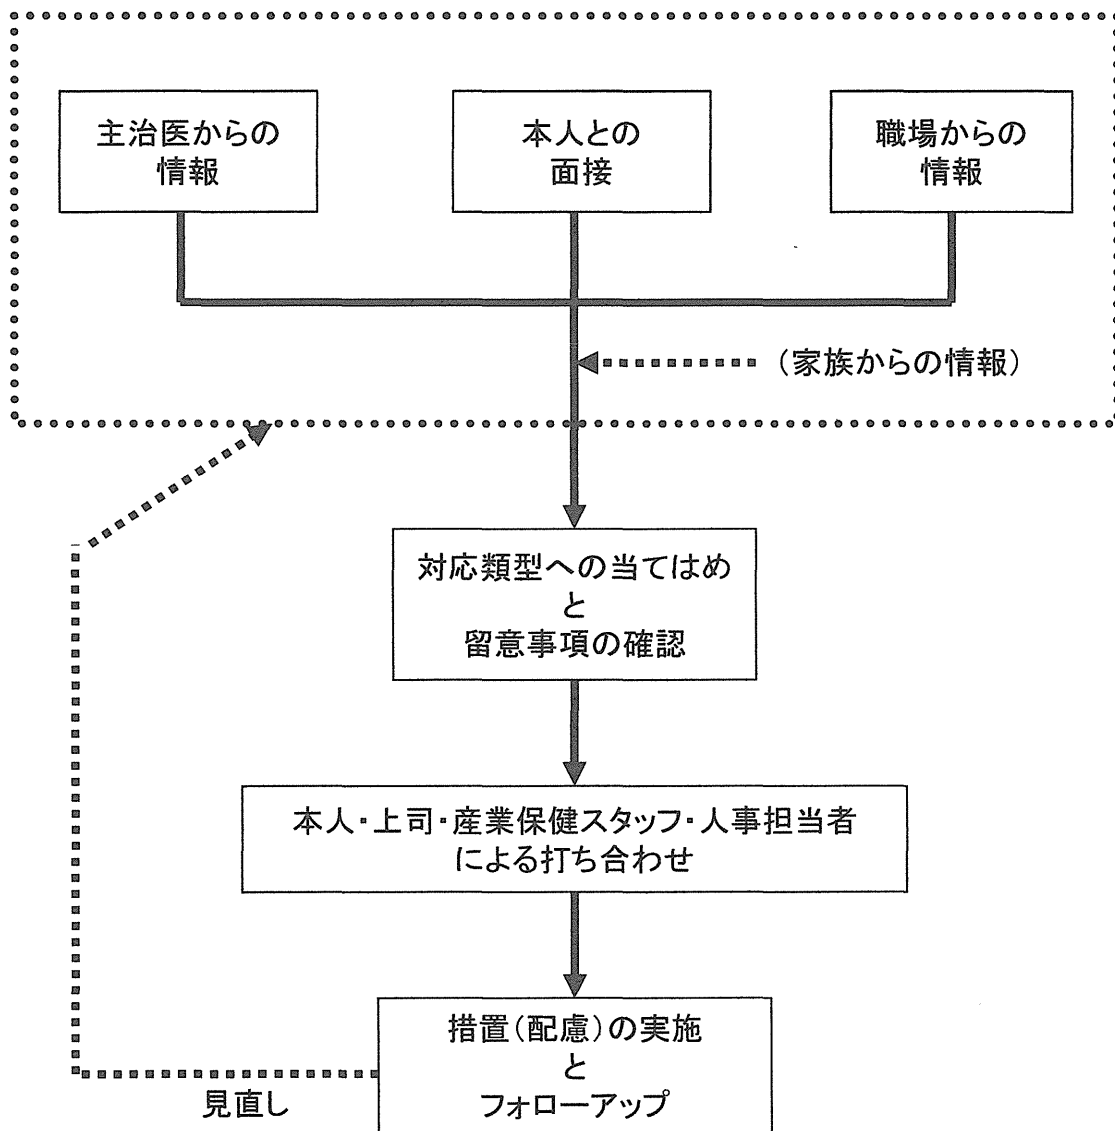 主治医からの
情報
本人との
面接
職場からの
情報
(家族からの情報)
対応類型への当てはめ
と
留意事項の確認
本人・上司・産業保健スタッフ・人事担当者
による打ち合わせ
措置(配慮)の実施
と
フォローアップ
見直し